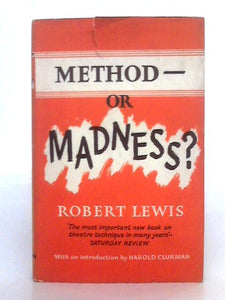 METHOD—
OR
MADNESS?
ROBERT LEWIS
"The most important new book on
theatre technique in many years"-
SATURDAY REVIEW
With an introduction by HAROLD CLURMAN